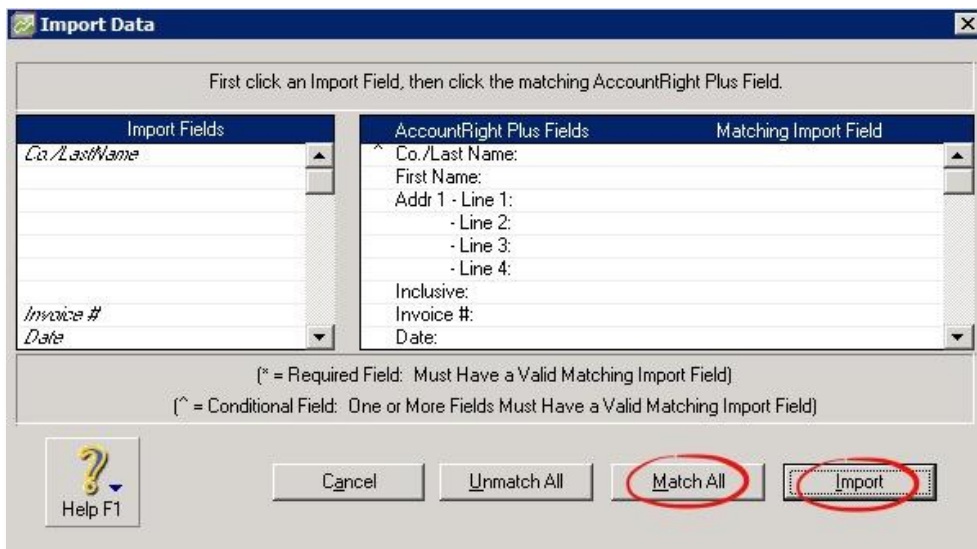 Import Data
First click an Import Field, then click the matching AccountRight Plus Field.
Import Fields
Co./LastName
Invoice #
Date
AccountRight Plus Fields Matching Import Field
^ Co./Last Name:
First Name:
Addr 1 - Line 1:
- Line 2:
- Line 3:
- Line 4:
Inclusive:
Invoice #:
Date:
(* = Required Field: Must Have a Valid Matching Import Field)
(^ = Conditional Field: One or More Fields Must Have a Valid Matching Import Field)
Help F1
Cancel
Unmatch All
Match All
Import